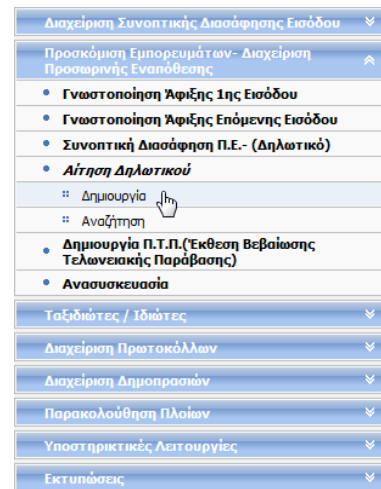 Διαχείριση Συνοπτικής Διασάφησης Εισόδου
Προσκόμιση Εμπορευμάτων- Διαχείριση
Προσωρινής Εναπόθεσης
Γνωστοποίηση Άφιξης 1ης Εισόδου
Γνωστοποίηση Άφιξης Επόμενης Εισόδου
Συνοπτική Διασάφηση Π.Ε.- (Δηλωτικό)
Αίτηση Δηλωτικού
Δημιουργία
Αναζήτηση
Δημιουργία Π.Τ.Π.(Έκθεση Βεβαίωσης
Τελωνειακής Παράβασης)
Ανασυσκευασία
Ταξιδιώτες / Ιδιώτες
Διαχείριση Πρωτοκόλλων
Διαχείριση Δημοπρασιών
Παρακολούθηση Πλοίων
Υποστηρικτικές Λειτουργίες
Εκτυπώσεις